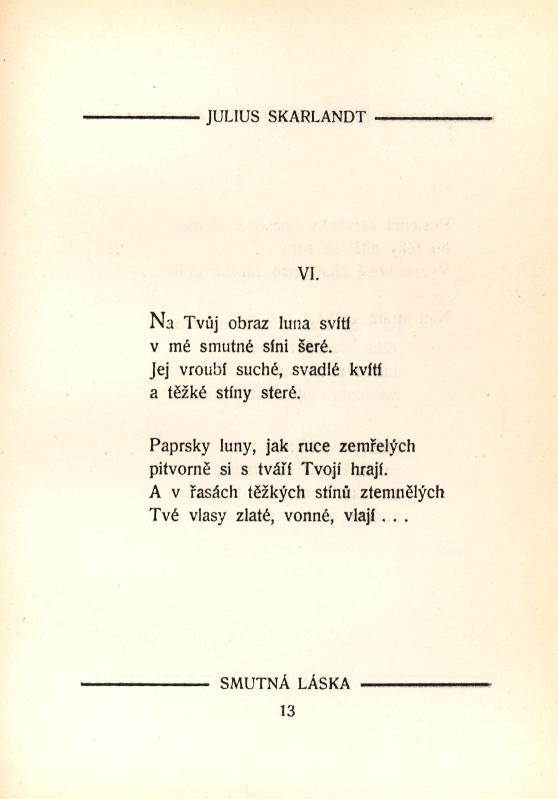 JULIUS SKARLANDT
VI.
Na Tvůj obraz luna svítí
v mé smutné síni šeré.
Jej vroubí suché, svadlé kvítí
a těžké stíny steré.
Paprsky luny, jak ruce zemřelých
pitvorně si s tváří Tvojí hrají.
A v řasách těžkých stínů ztemnělých
Tvé vlasy zlaté, vonné, vlají . . .
SMUTNÁ LÁSKA
13